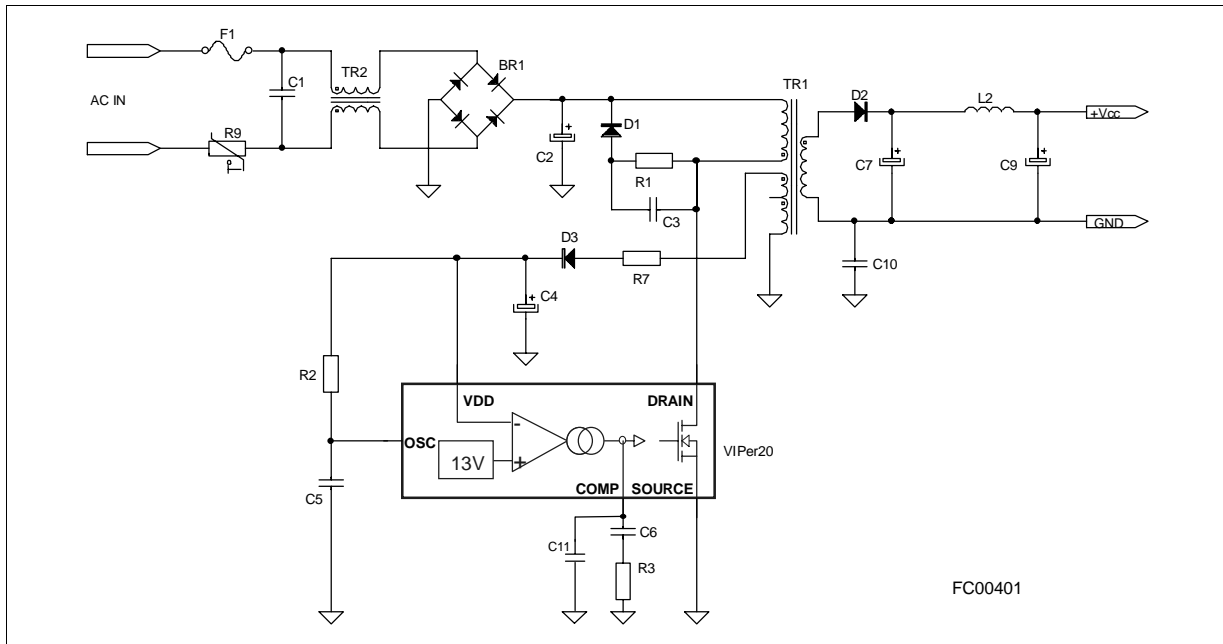 F1
TR2
BR1
C1
AC IN
R9
C2
D1
R1
C3
TR1
D2
L2
+Vcc
C7
C9
GND
C10
D3
R7
C4
R2
VDD
DRAIN
OSC
13V
-
+
COMP SOURCE
VIPer20
C5
C11
C6
R3
FC00401